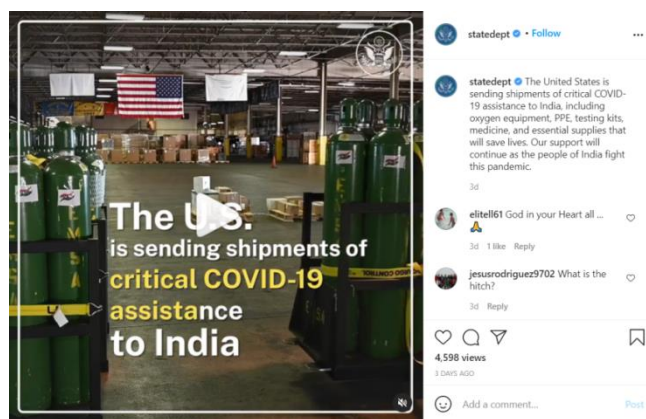 The U.S.
is sending shipments of
critical COVID-19
assistance
to India
statedept • Follow
statedept The United States is
sending shipments of critical COVID-
19 assistance to India, including
oxygen equipment, PPE, testing kits,
medicine, and essential supplies that
will save lives. Our support will
continue as the people of India fight
this pandemic.
3d
elitell61 God in your Heart all ...
🙏
3d 1 like Reply
jesusrodriguez9702 What is the
hitch?
3d Reply
4,598 views
3 DAYS AGO
Add a comment... Post